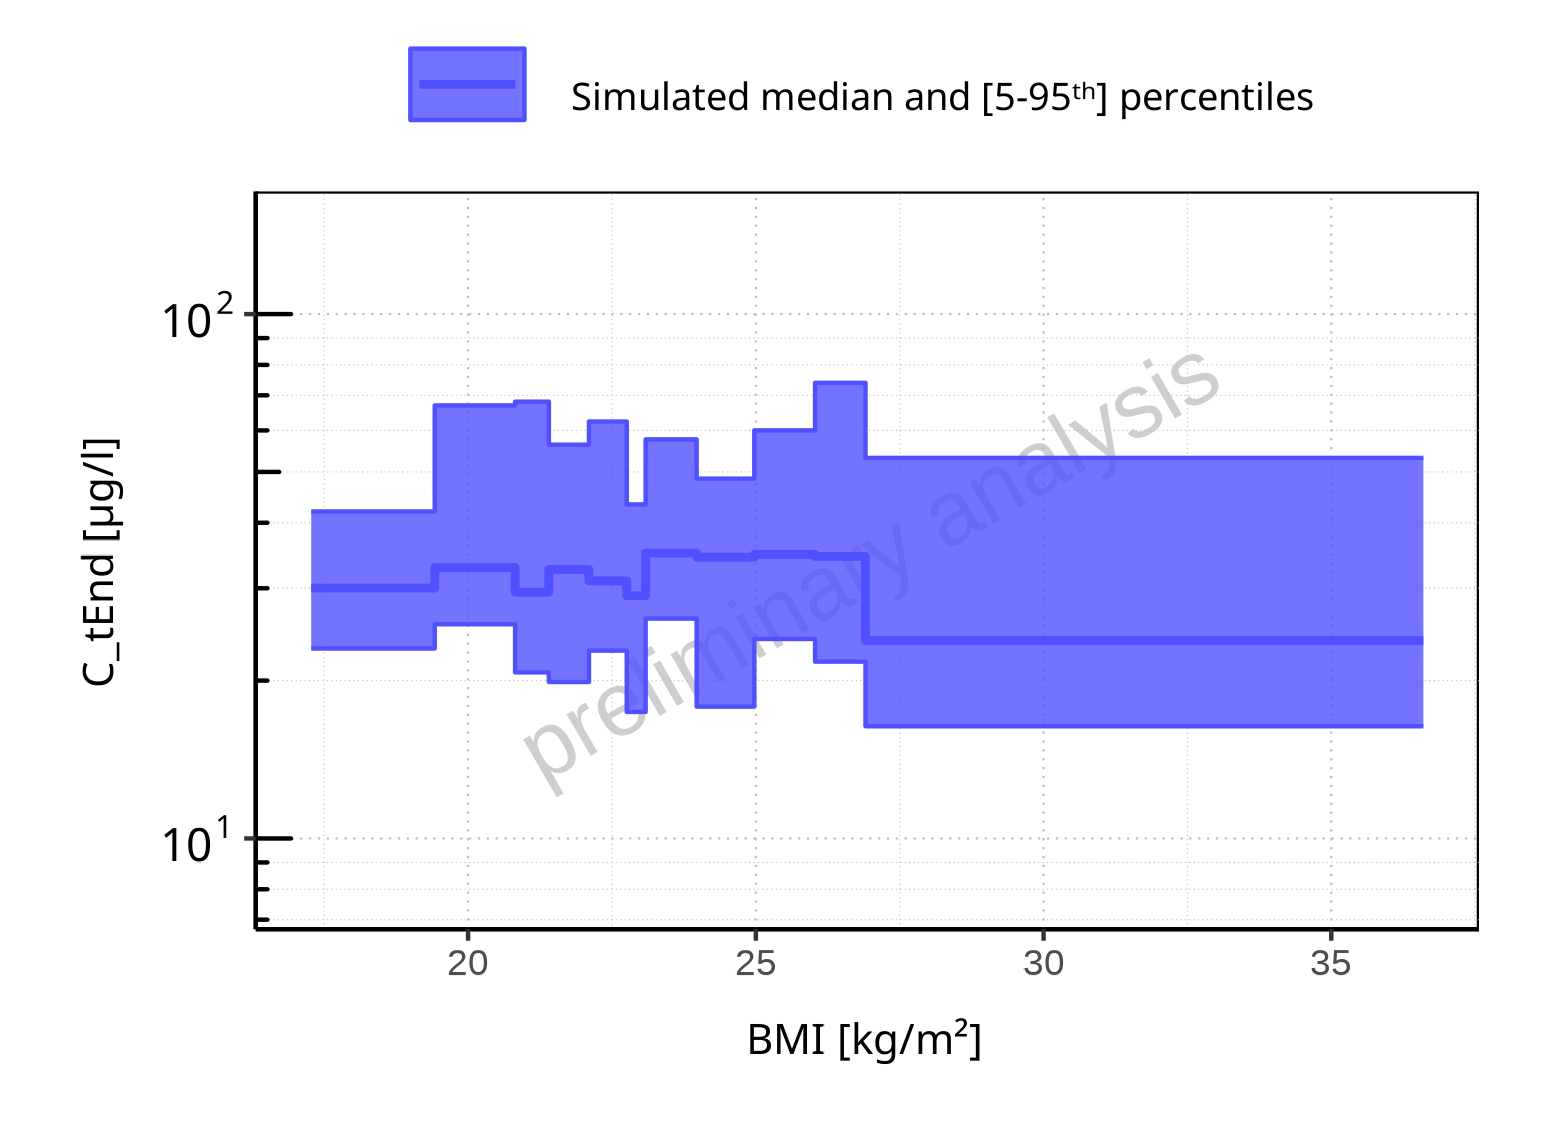 Simulated median and [5-95ᵗʰ] percentiles
10²
10¹
C_tEnd [µg/l]
preliminary analysis
20 25 30 35
BMI [kg/m²]